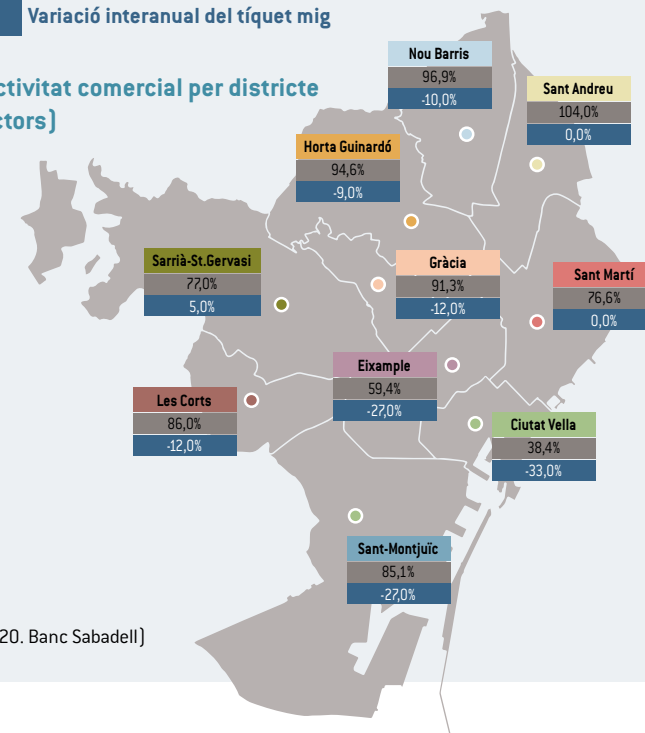 Variació interanual del tíquet mig
ctivitat comercial per districte
ctors)
Nou Barris
96,9%
-10,0%
Sant Andreu
104,0%
0,0%
Horta Guinardó
94,6%
-9,0%
Sarrià-St.Gervasi
77,0%
5,0%
Gràcia
91,3%
-12,0%
Sant Martí
76,6%
0,0%
Eixample
59,4%
-27,0%
Les Corts
86,0%
-12,0%
Ciutat Vella
38,4%
-33,0%
Sant-Montjuïc
85,1%
-27,0%
20. Banc Sabadell)